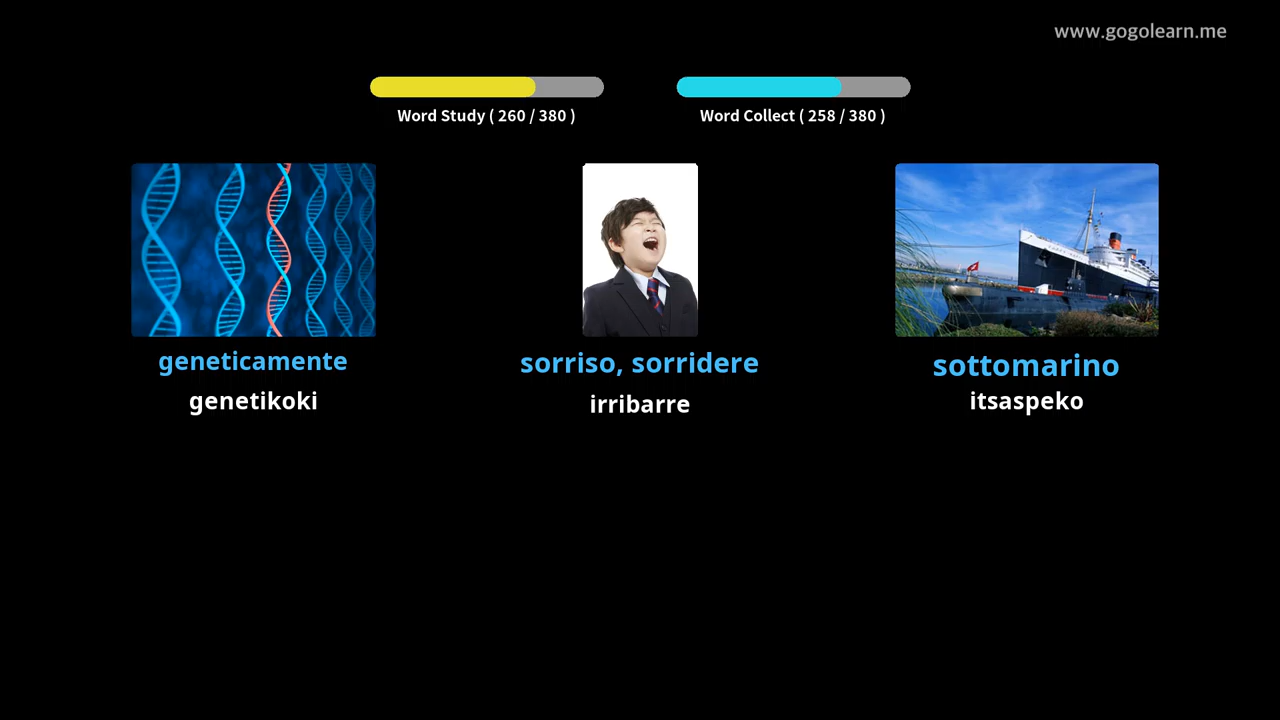 www.gogolearn.me
Word Study ( 260 / 380 )
Word Collect ( 258 / 380 )
geneticamente
sorriso, sorridere
sottomarino
genetikoki
irribarre
itsaspeko